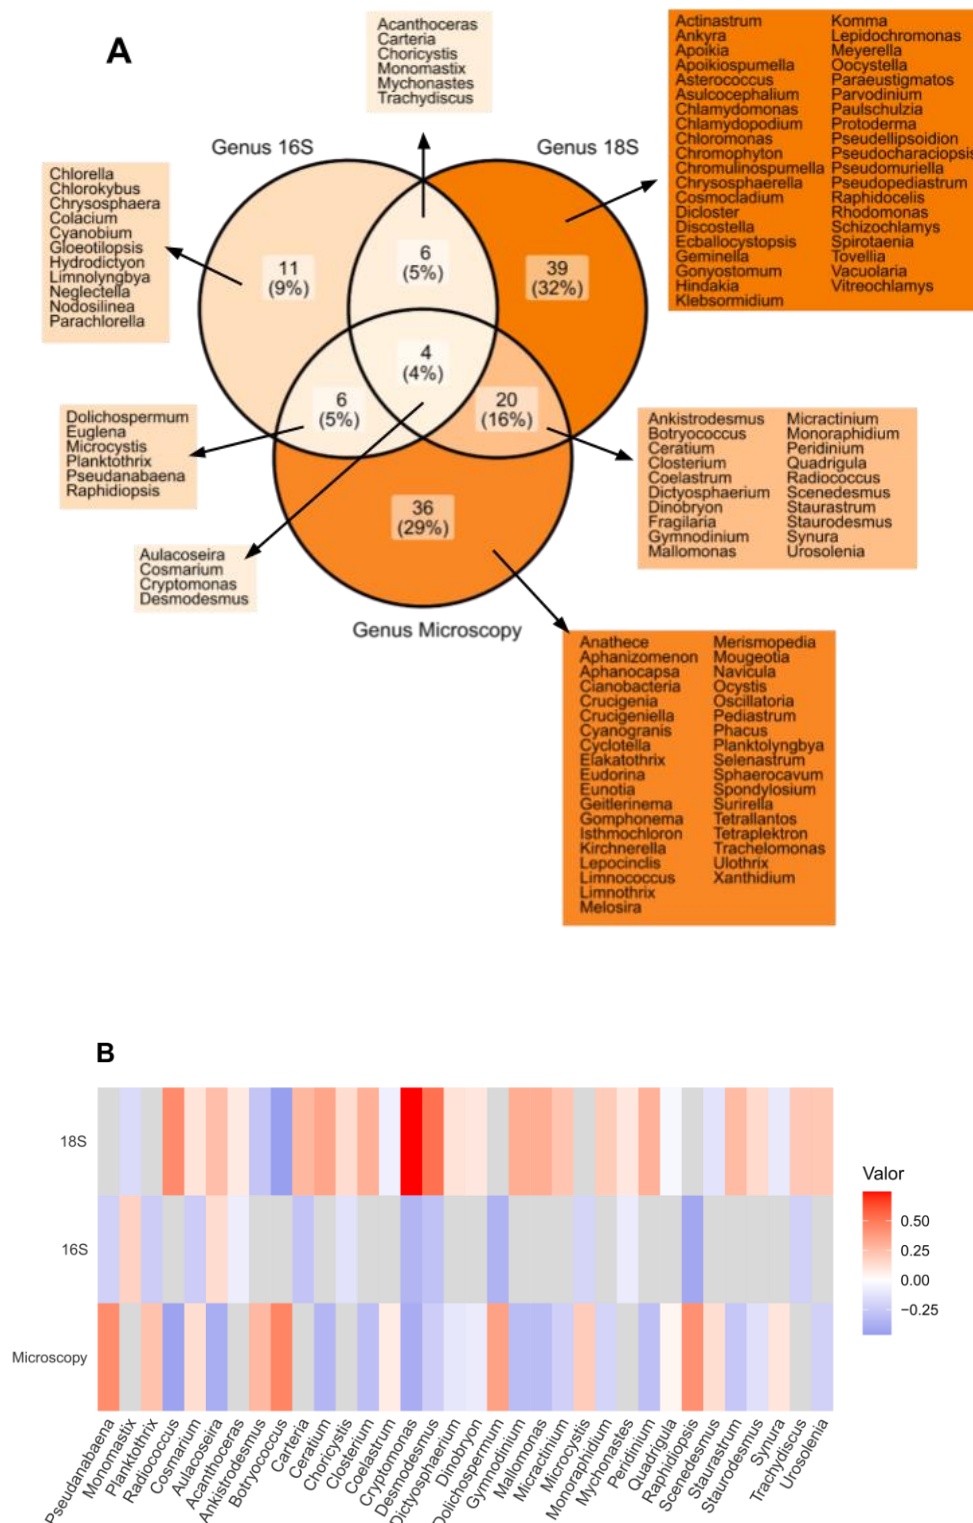 A
Acanthoceras
Carteria
Choricystis
Monomastix
Mychonastes
Trachydiscus
Actinastrum
Ankyra
Apoikia
Apoikiospumella
Asterococcus
Asulcocephalium
Chlamydomonas
Chlamydopodium
Chloromonas
Chromophyton
Chromulinospumella
Chrysosphaerella
Cosmocladium
Dicloster
Discostella
Ecballocystopsis
Geminella
Gonyostomum
Hindakia
Klebsormidium
Komma
Lepidochromonas
Meyerella
Oocystella
Paraeustigmatos
Parvodinium
Paulschulzia
Protoderma
Pseudellipsoidion
Pseudocharaciopsis
Pseudomuriella
Pseudopediastrum
Raphidocelis
Rhodomonas
Schizochlamys
Spirotaenia
Tovellia
Vacuolaria
Vitreochlamys
Genus 16S
Genus 18S
Chlorella
Chlorokybus
Chrysosphaera
Colacium
Cyanobium
Gloeotilopsis
Hydrodictyon
Limnolyngbya
Neglectella
Nodosilinea
Parachlorella
11
(9%)
6
(5%)
39
(32%)
4
(4%)
6
(5%)
20
(16%)
36
(29%)
Dolichospermum
Euglena
Microcystis
Planktothrix
Pseudanabaena
Raphidiopsis
Ankistrodesmus
Botryococcus
Ceratium
Closterium
Coelastrum
Dictyosphaerium
Dinobryon
Fragilaria
Gymnodinium
Mallomonas
Micractinium
Monoraphidium
Peridinium
Quadrigula
Radiococcus
Scenedesmus
Staurastrum
Staurodesmus
Synura
Urosolenia
Aulacoseira
Cosmarium
Cryptomonas
Desmodesmus
Genus Microscopy
Anathece
Aphanizomenon
Aphanocapsa
Cianobacteria
Crucigenia
Crucigeniella
Cyanogranis
Cyclotella
Elakatothrix
Eudorina
Eunotia
Geitlerinema
Gomphonema
Isthmochloron
Kirchnerella
Lepocinclis
Limnococcus
Limnothrix
Melosira
Merismopedia
Mougeotia
Navicula
Ocystis
Oscillatoria
Pediastrum
Phacus
Planktolyngbya
Selenastrum
Sphaerocavum
Spondylosium
Surirella
Tetrallantos
Tetraplektron
Trachelomonas
Ulothrix
Xanthidium
B
18S
16S
Microscopy
Valor
0.50
0.25
0.00
−0.25
Pseudanabaena
Monomastix
Planktothrix
Radiococcus
Cosmarium
Aulacoseira
Acanthoceras
Ankistrodesmus
Botryococcus
Carteria
Ceratium
Choricystis
Closterium
Coelastrum
Cryptomonas
Desmodesmus
Dictyosphaerium
Dinobryon
Dolichospermum
Gymnodinium
Mallomonas
Micractinium
Microcystis
Monoraphidium
Mychonastes
Peridinium
Quadrigula
Raphidiopsis
Scenedesmus
Staurastrum
Staurodesmus
Synura
Trachydiscus
Urosolenia